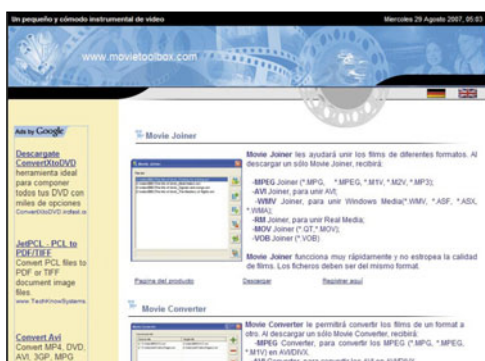 Un pequeño y cómodo instrumental de video
Miercoles 29 Agosto 2007, 05:03
www.movietoolbox.com
Ads by Google
Descargate
ConvertXtoDVD
herramienta ideal
para componer
todos tus DVD con
miles de opciones
JetPCL - PCL to
PDF/TIFF
Convert PCL files to
PDF or TIFF
document image
files.
www.TechKnowSystems.
Convert Avi
Convert MP4, DVD,
AVI, 3GP, MPG
Movie Joiner
Movie Joiner les ayudará unir los films de diferentes formatos. Al
descargar un sólo Movie Joiner, recibirá:
-MPEG Joiner (*.MPG, *.MPEG, *.M1V, *.M2V, *.MP3);
-AVI Joiner, para unir AVI;
-WMV Joiner, para unir Windows Media(*.WMV, *.ASF, *.ASX,
*.WMA);
-RM Joiner, para unir Real Media;
-MOV Joiner (*.QT,*.MOV);
-VOB Joiner (*.VOB)
Movie Joiner funciona muy rápidamente y no estropea la calidad
de films. Los ficheros deben ser del mismo format.
Pagina del producto
Descargar
Registrar aquí
Movie Converter
Movie Converter le permitirá convertir los films de un format a
otro. Al descargar un sólo Movie Converter, recibirá:
-MPEG Converter, para convertir los MPEG (*.MPG, *.MPEG,
*.M1V) en AVI/DIVX;